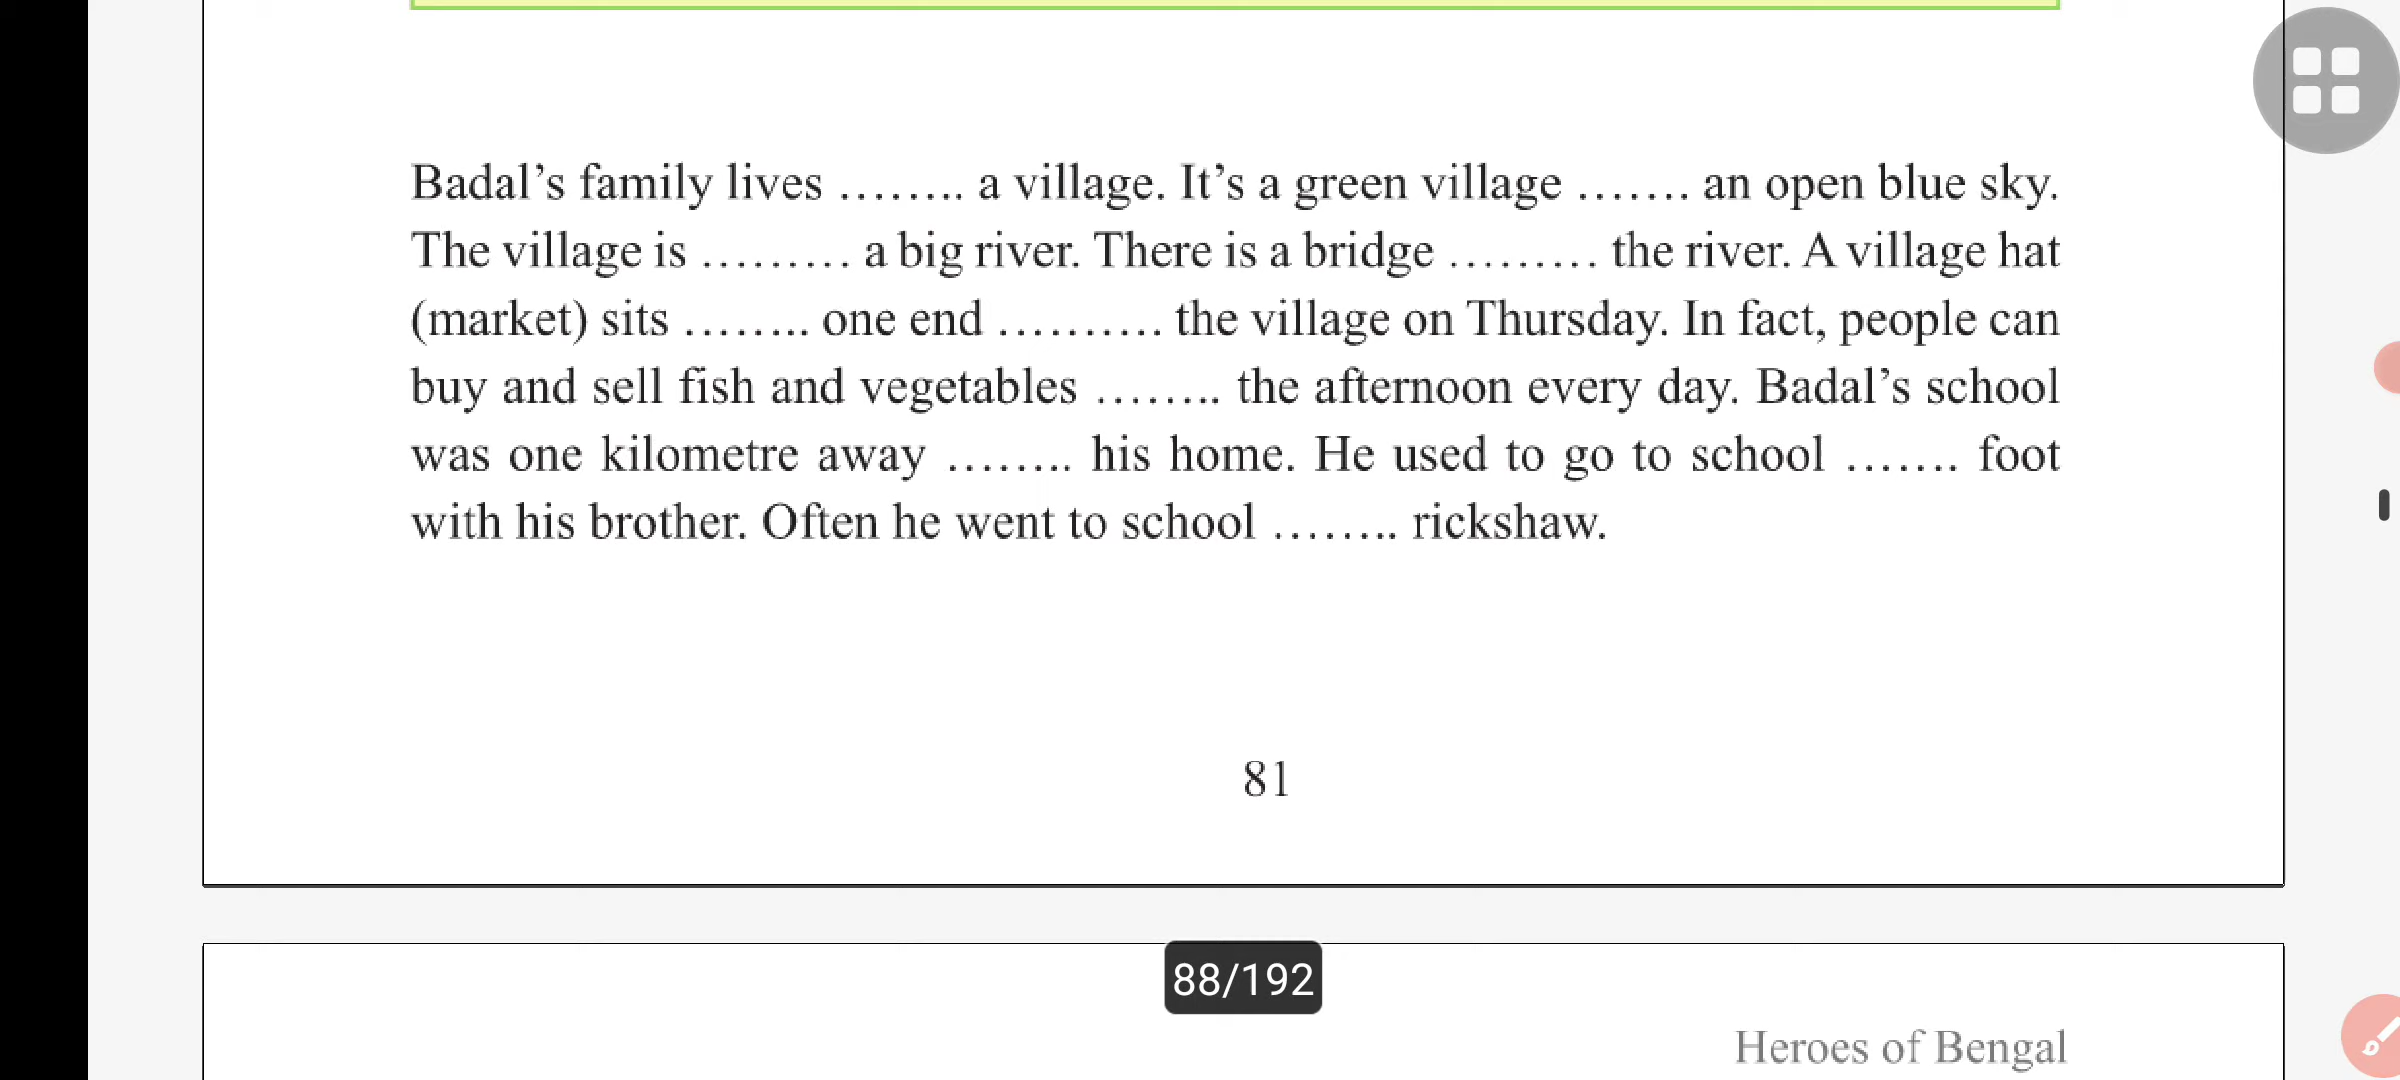 Badal’s family lives ........ a village. It’s a green village ....... an open blue sky.
The village is ......... a big river. There is a bridge ......... the river. A village hat
(market) sits ........ one end .......... the village on Thursday. In fact, people can
buy and sell fish and vegetables ........ the afternoon every day. Badal’s school
was one kilometre away ........ his home. He used to go to school ....... foot
with his brother. Often he went to school ........ rickshaw.
81
88/192
Heroes of Bengal